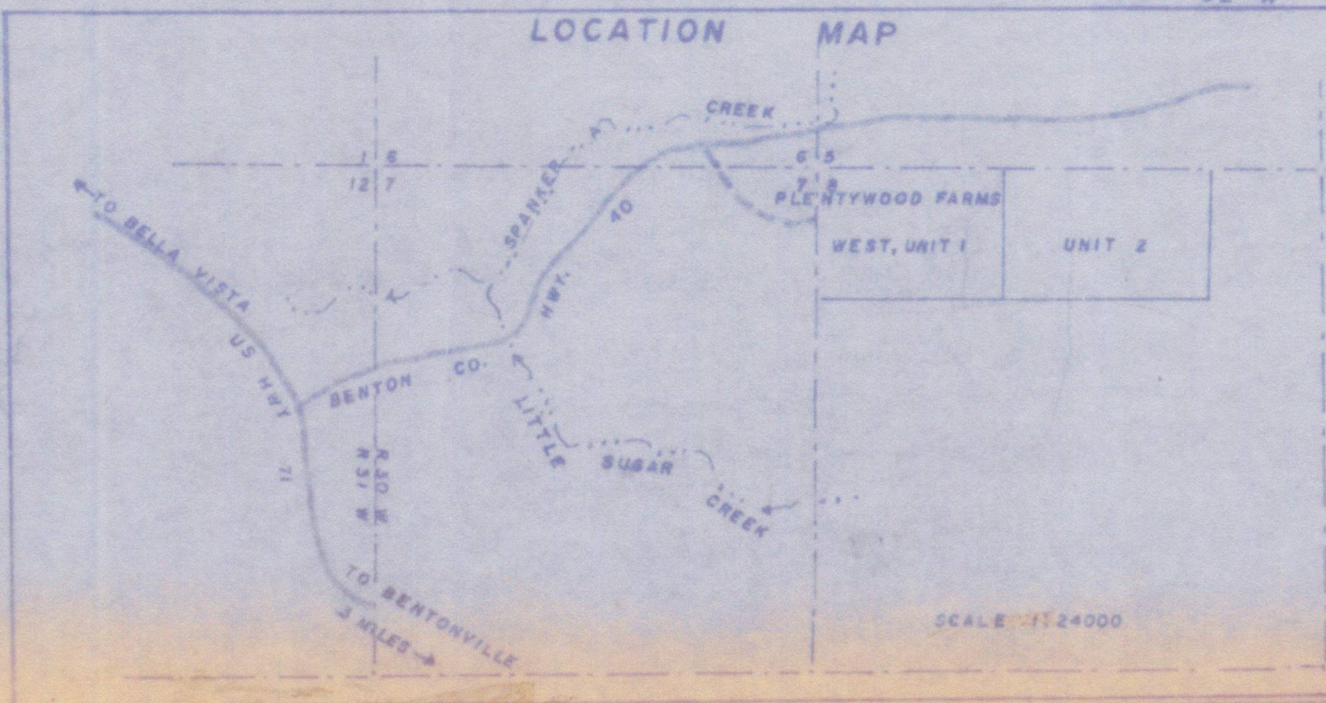 LOCATION MAP
CREEK
SPANKER
1 6
12 7
6 5
7 8
TO BELLA VISTA
US HWY
71
40
HWY.
PLENTYWOOD FARMS
WEST, UNIT 1
UNIT 2
BENTON CO.
LITTLE
SUGAR
CREEK
R 30 W
R 31 W
TO BENTONVILLE
3 MILES
SCALE 1:24000